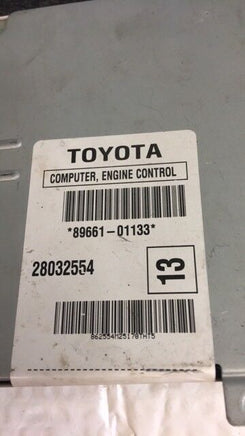 TOYOTA
COMPUTER, ENGINE CONTROL
*89661-01133*
28032554
13